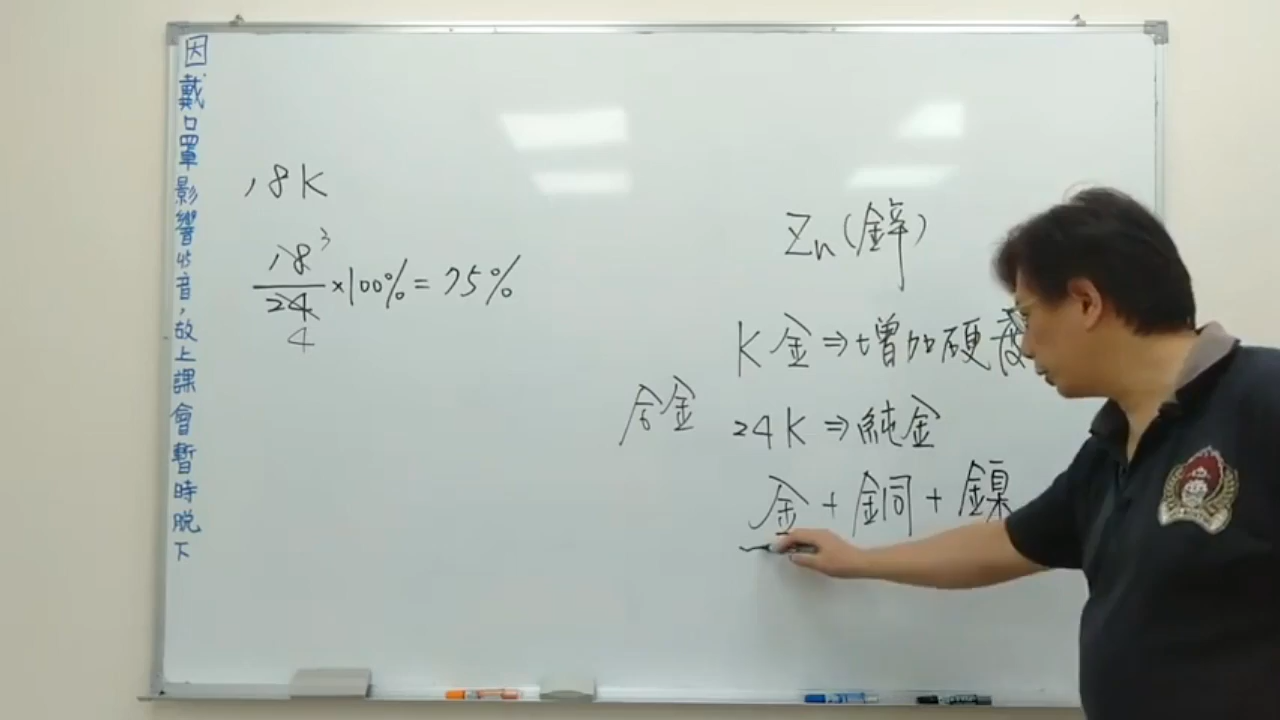 因戴口罩影響收音,故上課會暫時脫下
18K
18 3
24 ×100%=75%
4
Zn(鋅)
K金⇒增加硬度
合金
24K⇒純金
金+銅+鎳